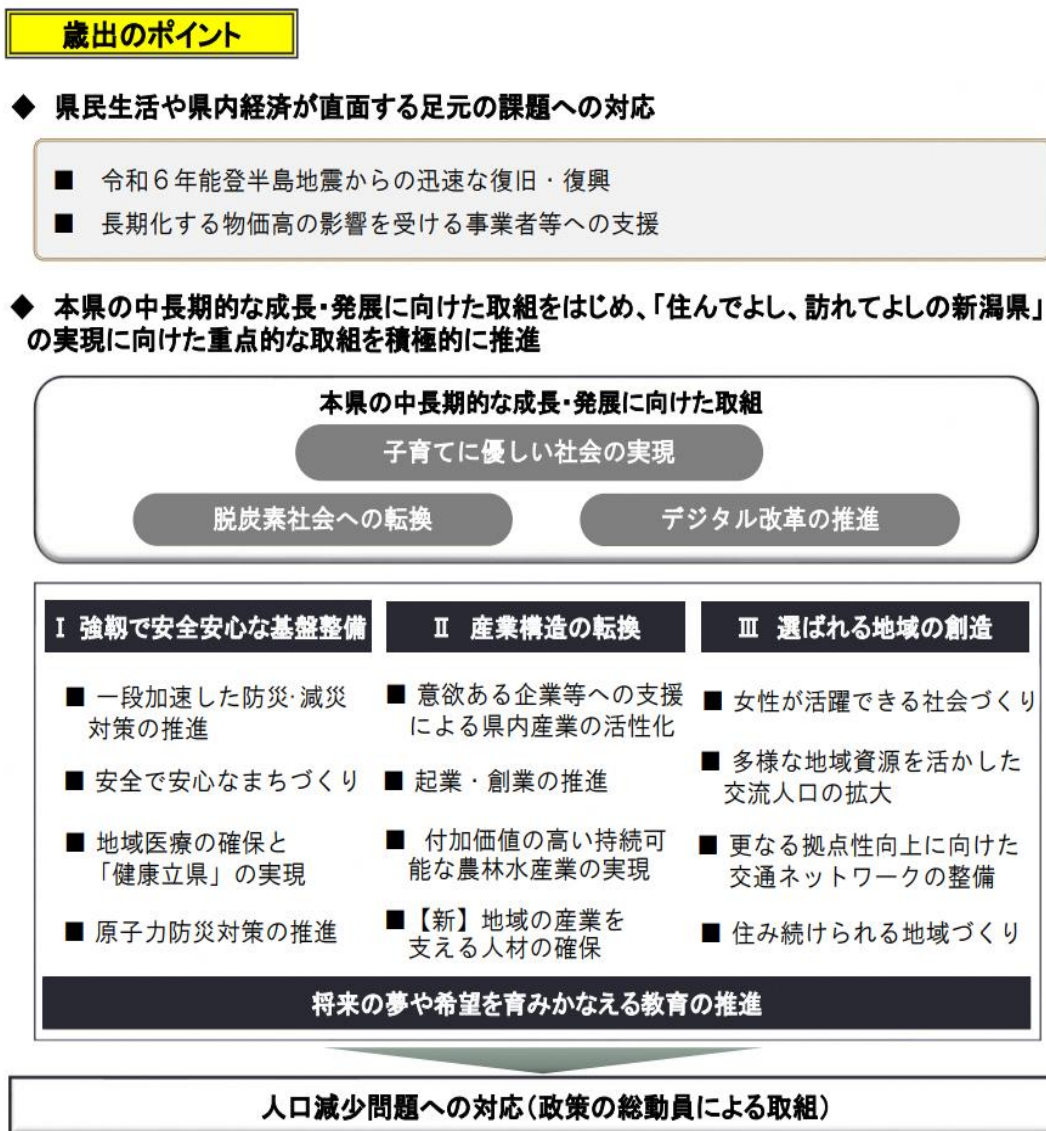 歳出のポイント
◆ 県民生活や県内経済が直面する足元の課題への対応
■ 令和６年能登半島地震からの迅速な復旧・復興
■ 長期化する物価高の影響を受ける事業者等への支援
◆ 本県の中長期的な成長・発展に向けた取組をはじめ、「住んでよし、訪れてよしの新潟県」
の実現に向けた重点的な取組を積極的に推進
本県の中長期的な成長・発展に向けた取組
子育てに優しい社会の実現
脱炭素社会への転換
デジタル改革の推進
Ⅰ 強靱で安全安心な基盤整備
■ 一段加速した防災・減災
対策の推進
■ 安全で安心なまちづくり
■ 地域医療の確保と
「健康立県」の実現
■ 原子力防災対策の推進
Ⅱ 産業構造の転換
■ 意欲ある企業等への支援
による県内産業の活性化
■ 起業・創業の推進
■ 付加価値の高い持続可
能な農林水産業の実現
■【新】地域の産業を
支える人材の確保
Ⅲ 選ばれる地域の創造
■ 女性が活躍できる社会づくり
■ 多様な地域資源を活かした
交流人口の拡大
■ 更なる拠点性向上に向けた
交通ネットワークの整備
■ 住み続けられる地域づくり
将来の夢や希望を育みかなえる教育の推進
人口減少問題への対応（政策の総動員による取組）